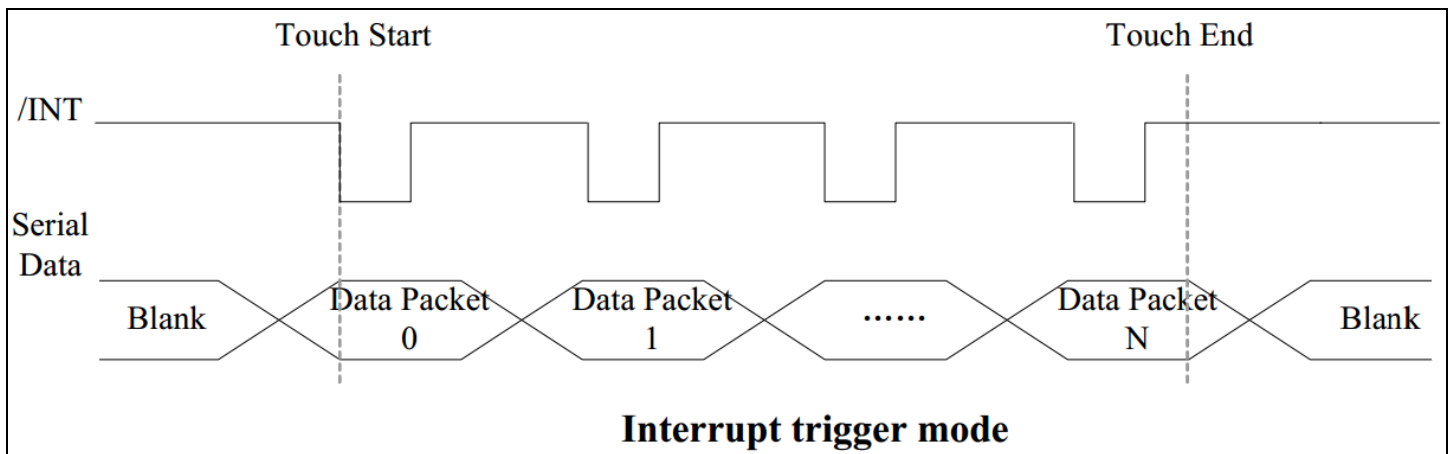 Touch Start
Touch End
/INT
Serial
Data
Blank
Data Packet
0
Data Packet
1
......
Data Packet
N
Blank
Interrupt trigger mode